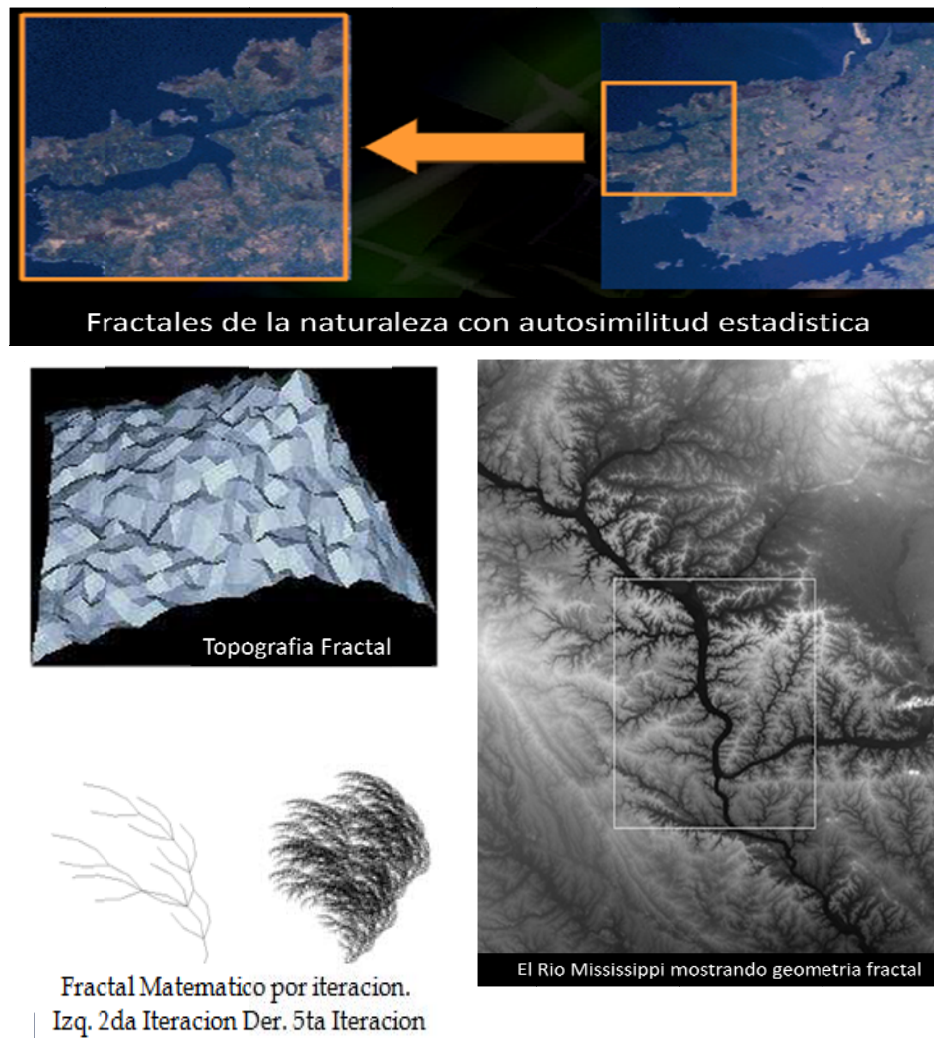 Fractales de la naturaleza con autosimilitud estadistica
Topografia Fractal
El Rio Mississippi mostrando geometria fractal
Fractal Matematico por iteracion.
Izq. 2da Iteracion Der. 5ta Iteracion